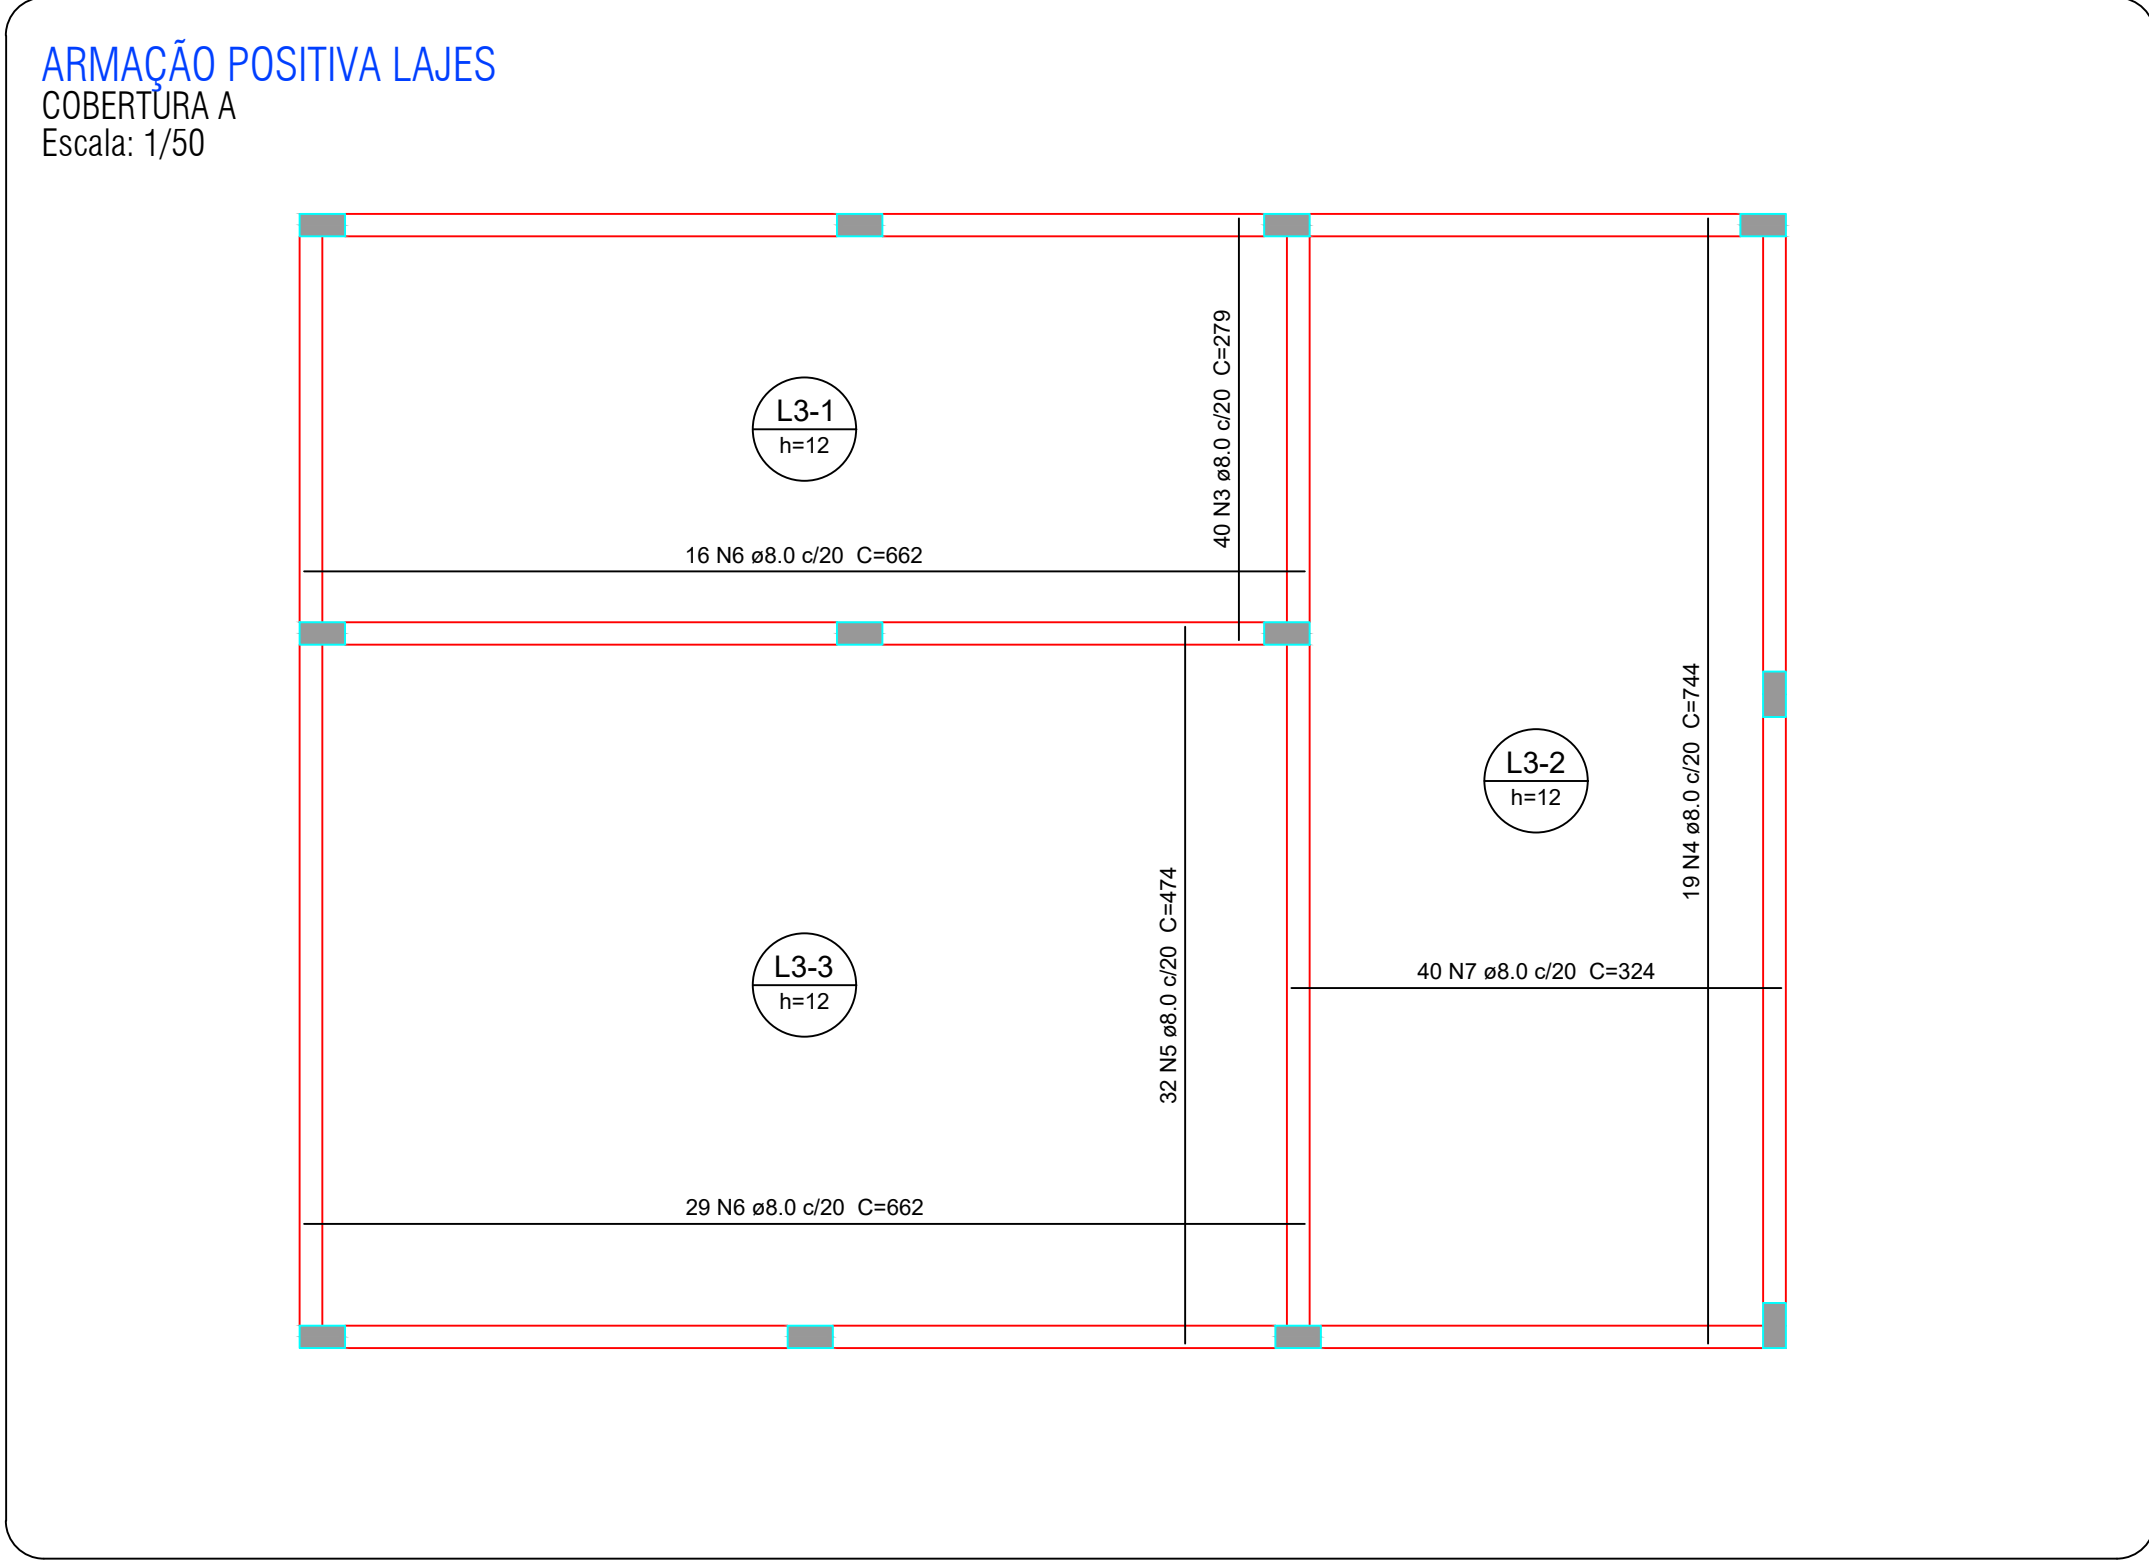 ARMAÇÃO POSITIVA LAJES
COBERTURA A
Escala: 1/50
L3-1
h=12
40 N3 ø8.0 c/20 C=279
16 N6 ø8.0 c/20 C=662
L3-2
h=12
19 N4 ø8.0 c/20 C=744
40 N7 ø8.0 c/20 C=324
L3-3
h=12
32 N5 ø8.0 c/20 C=474
29 N6 ø8.0 c/20 C=662